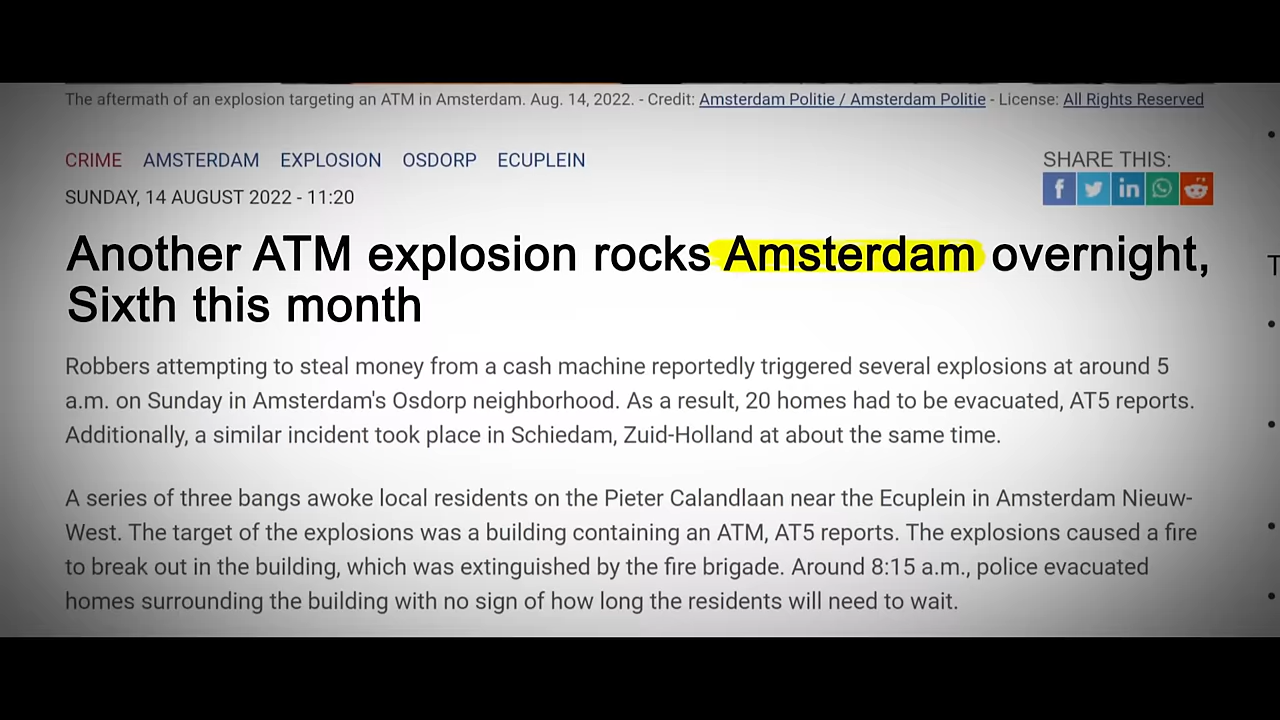 The aftermath of an explosion targeting an ATM in Amsterdam. Aug. 14, 2022. - Credit: Amsterdam Politie / Amsterdam Politie - License: All Rights Reserved
CRIME AMSTERDAM EXPLOSION OSDORP ECUPLEIN
SHARE THIS:
SUNDAY, 14 AUGUST 2022 - 11:20
Another ATM explosion rocks Amsterdam overnight,
Sixth this month
Robbers attempting to steal money from a cash machine reportedly triggered several explosions at around 5
a.m. on Sunday in Amsterdam's Osdorp neighborhood. As a result, 20 homes had to be evacuated, AT5 reports.
Additionally, a similar incident took place in Schiedam, Zuid-Holland at about the same time.
A series of three bangs awoke local residents on the Pieter Calandlaan near the Ecuplein in Amsterdam Nieuw-
West. The target of the explosions was a building containing an ATM, AT5 reports. The explosions caused a fire
to break out in the building, which was extinguished by the fire brigade. Around 8:15 a.m., police evacuated
homes surrounding the building with no sign of how long the residents will need to wait.